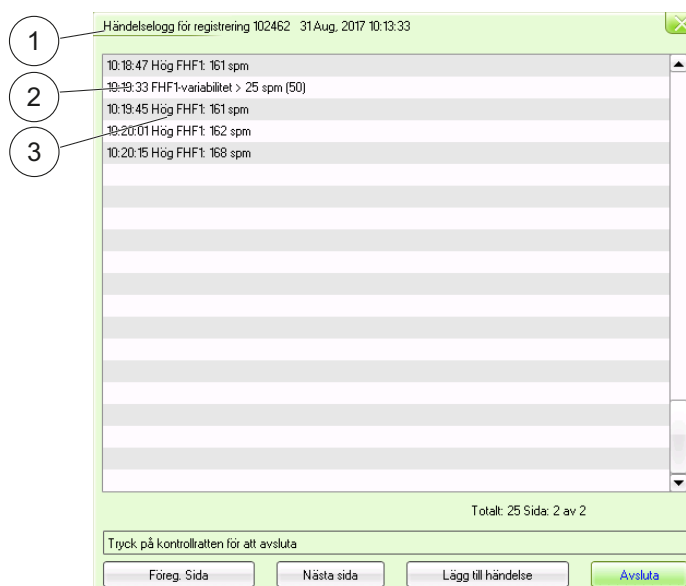 1
Händelselogg för registrering 102462 31 Aug, 2017 10:13:33
10:18:47 Hög FHF1: 161 spm
2
10:19:33 FHF1-variabilitet > 25 spm (50)
10:19:45 Hög FHF1: 161 spm
3
10:20:01 Hög FHF1: 162 spm
10:20:15 Hög FHF1: 168 spm
Totalt: 25 Sida: 2 av 2
Tryck på kontrollratten för att avsluta
Föreg. Sida Nästa sida Lägg till händelse Avsluta